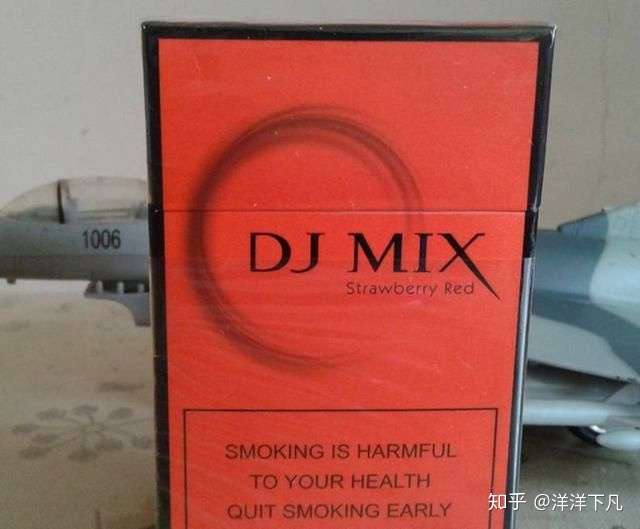 1006
DJ MIX
Strawberry Red
SMOKING IS HARMFUL
TO YOUR HEALTH
QUIT SMOKING EARLY
知乎 @洋洋下凡